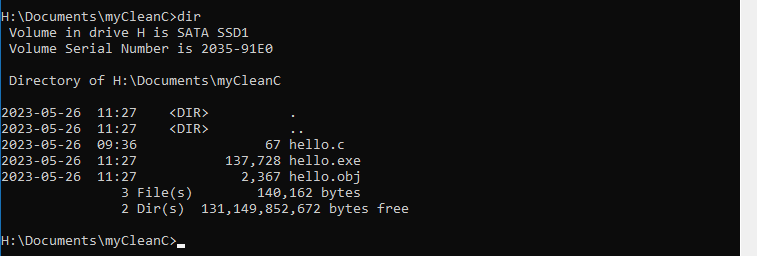 H:\Documents\myCleanC>dir
Volume in drive H is SATA SSD1
Volume Serial Number is 2035-91E0
Directory of H:\Documents\myCleanC
2023-05-26  11:27    <DIR>          .
2023-05-26  11:27    <DIR>          ..
2023-05-26  09:36                67 hello.c
2023-05-26  11:27           137,728 hello.exe
2023-05-26  11:27             2,367 hello.obj
3 File(s)        140,162 bytes
2 Dir(s)  131,149,852,672 bytes free
H:\Documents\myCleanC>